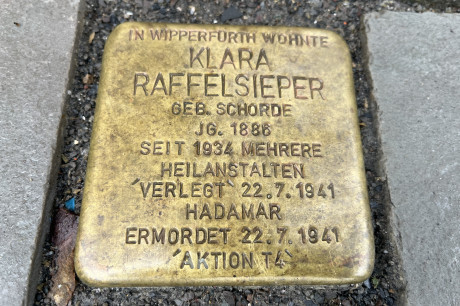 IN WIPPERFÜRTH WOHNTE
KLARA
RAFFELSIEPER
GEB. SCHORDE
JG. 1886
SEIT 1934 MEHRERE
HEILANSTALTEN
'VERLEGT' 22.7.1941
HADAMAR
ERMORDET 22.7.1941
'AKTION T4'